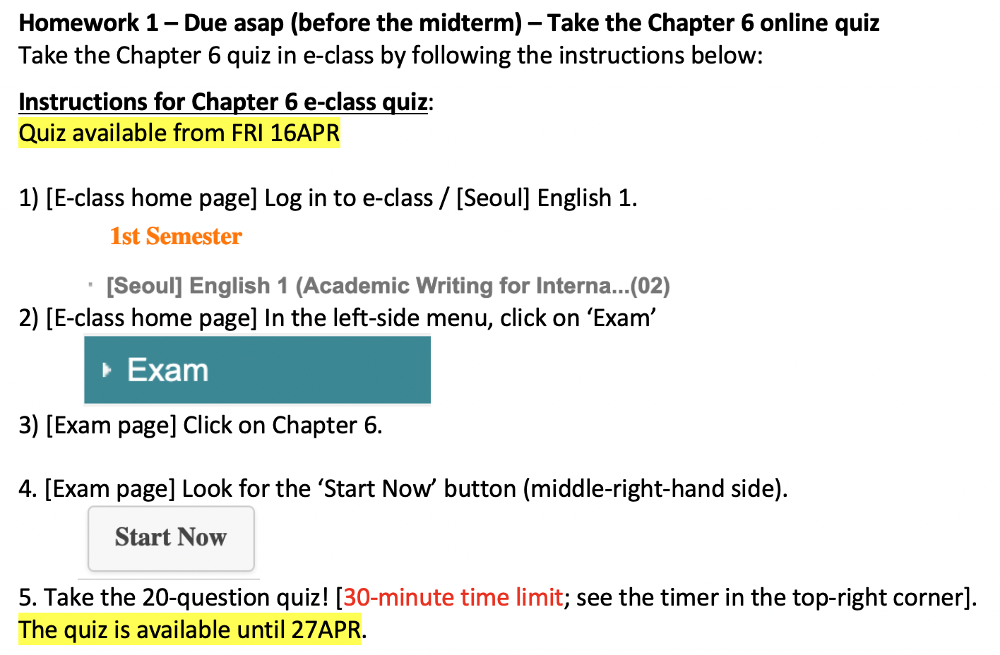 Homework 1 – Due asap (before the midterm) – Take the Chapter 6 online quiz
Take the Chapter 6 quiz in e-class by following the instructions below:
Instructions for Chapter 6 e-class quiz:
Quiz available from FRI 16APR
1) [E-class home page] Log in to e-class / [Seoul] English 1.
1st Semester
· [Seoul] English 1 (Academic Writing for Interna...(02)
2) [E-class home page] In the left-side menu, click on ‘Exam’
Exam
3) [Exam page] Click on Chapter 6.
4. [Exam page] Look for the ‘Start Now’ button (middle-right-hand side).
Start Now
5. Take the 20-question quiz! [30-minute time limit; see the timer in the top-right corner].
The quiz is available until 27APR.